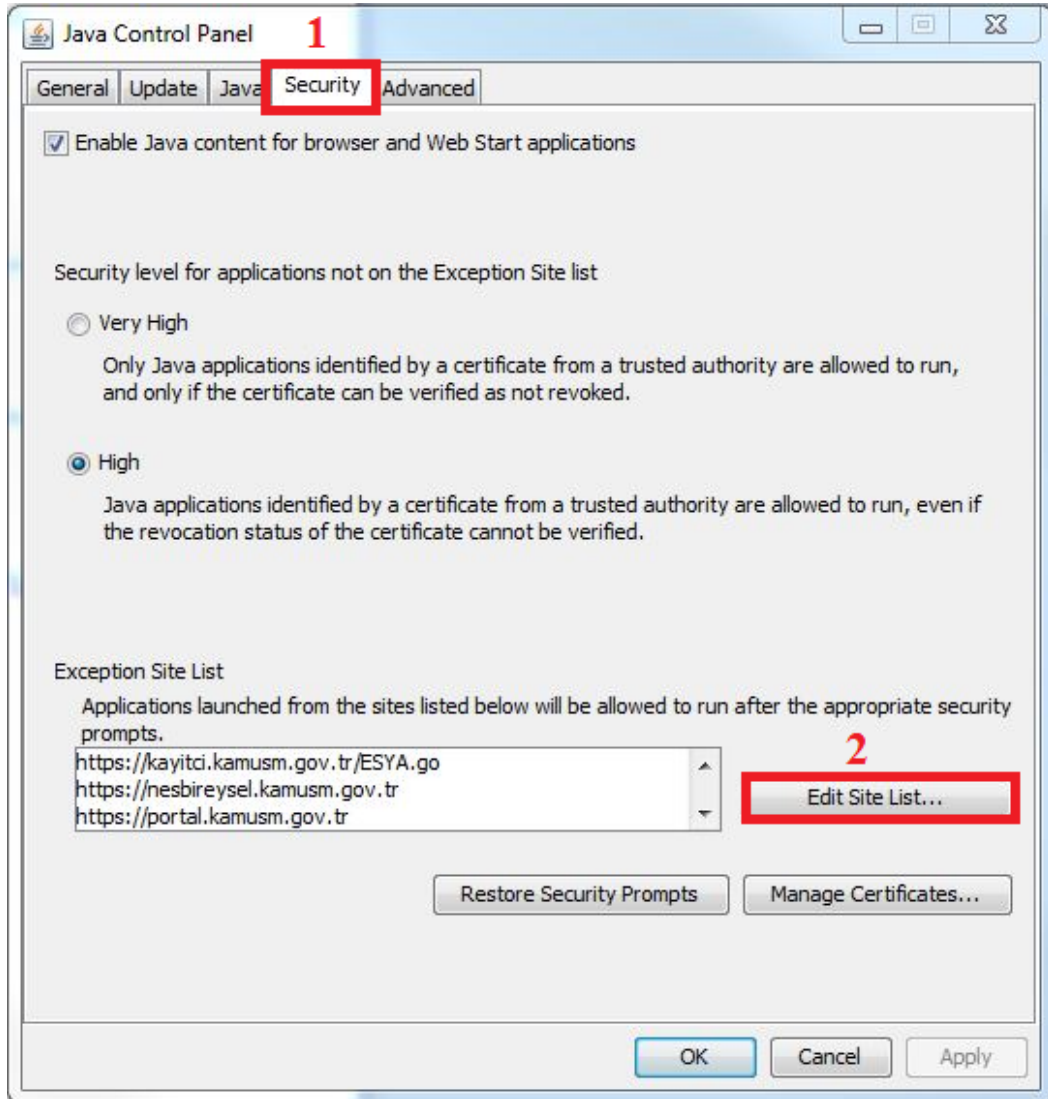 Java Control Panel
1
General Update Java Security Advanced
Enable Java content for browser and Web Start applications
Security level for applications not on the Exception Site list
Very High
Only Java applications identified by a certificate from a trusted authority are allowed to run,
and only if the certificate can be verified as not revoked.
High
Java applications identified by a certificate from a trusted authority are allowed to run, even if
the revocation status of the certificate cannot be verified.
Exception Site List
Applications launched from the sites listed below will be allowed to run after the appropriate security
prompts.
https://kayitci.kamusm.gov.tr/ESYA.go
https://nesbireysel.kamusm.gov.tr
https://portal.kamusm.gov.tr
2
Edit Site List...
Restore Security Prompts Manage Certificates...
OK Cancel Apply